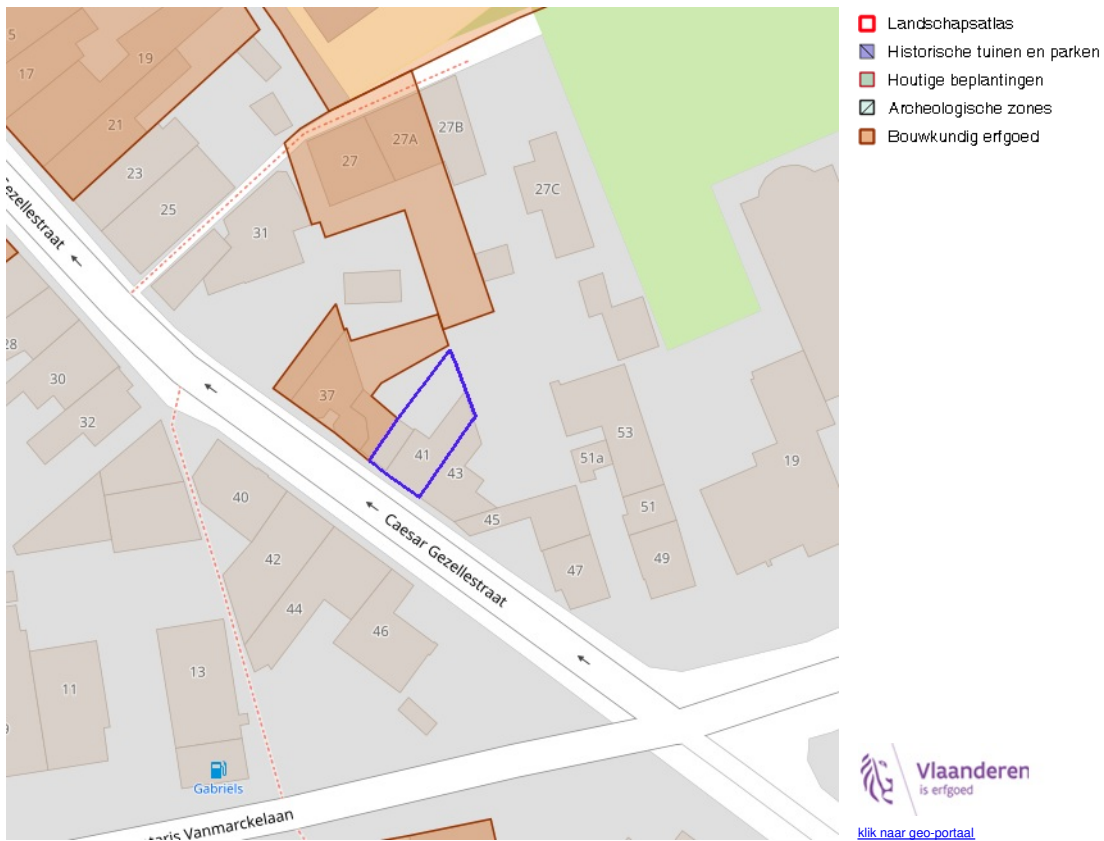 Landschapsatlas
Historische tuinen en parken
Houtige beplantingen
Archeologische zones
Bouwkundig erfgoed
5
17
19
21
23
25
27
27A
27B
27C
31
28
30
32
37
41
43
45
47
49
51
51a
53
19
40
42
44
46
11
13
9
Gezellestraat
Caesar Gezellestraat
Gabriels
taris Vanmarckelaan
Vlaanderen
is erfgoed
klik naar geo-portaal